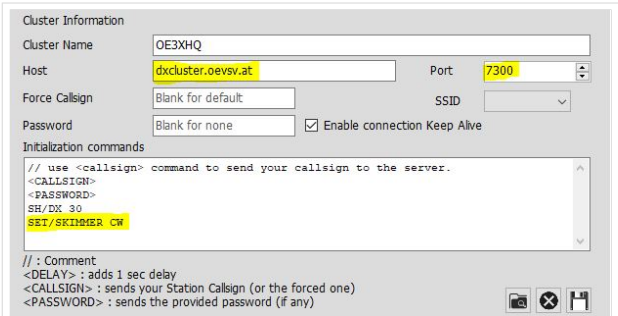 Cluster Information
Cluster Name OE3XHQ
Host dxcluster.oevsv.at Port 7300
Force Callsign Blank for default SSID
Password Blank for none Enable connection Keep Alive
Initialization commands
// use <callsign> command to send your callsign to the server.
<CALLSIGN>
<PASSWORD>
SH/DX 30
SET/SKIMMER CW
// : Comment
<DELAY> : adds 1 sec delay
<CALLSIGN> : sends your Station Callsign (or the forced one)
<PASSWORD> : sends the provided password (if any)